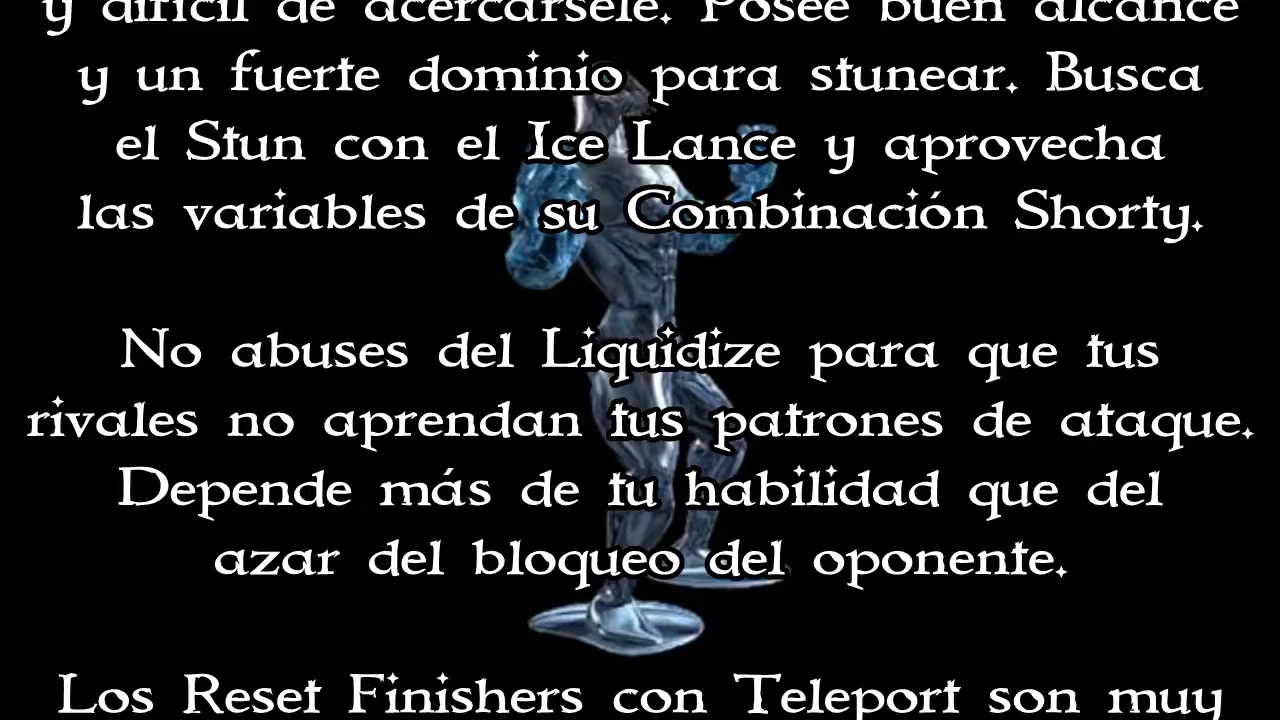 y difícil de acercársele. Posee buen alcance
y un fuerte dominio para stunear. Busca
el Stun con el Ice Lance y aprovecha
las variables de su Combinación Shorty.
No abuses del Liquidize para que tus
rivales no aprendan tus patrones de ataque.
Depende más de tu habilidad que del
azar del bloqueo del oponente.
Los Reset Finishers con Teleport son muy